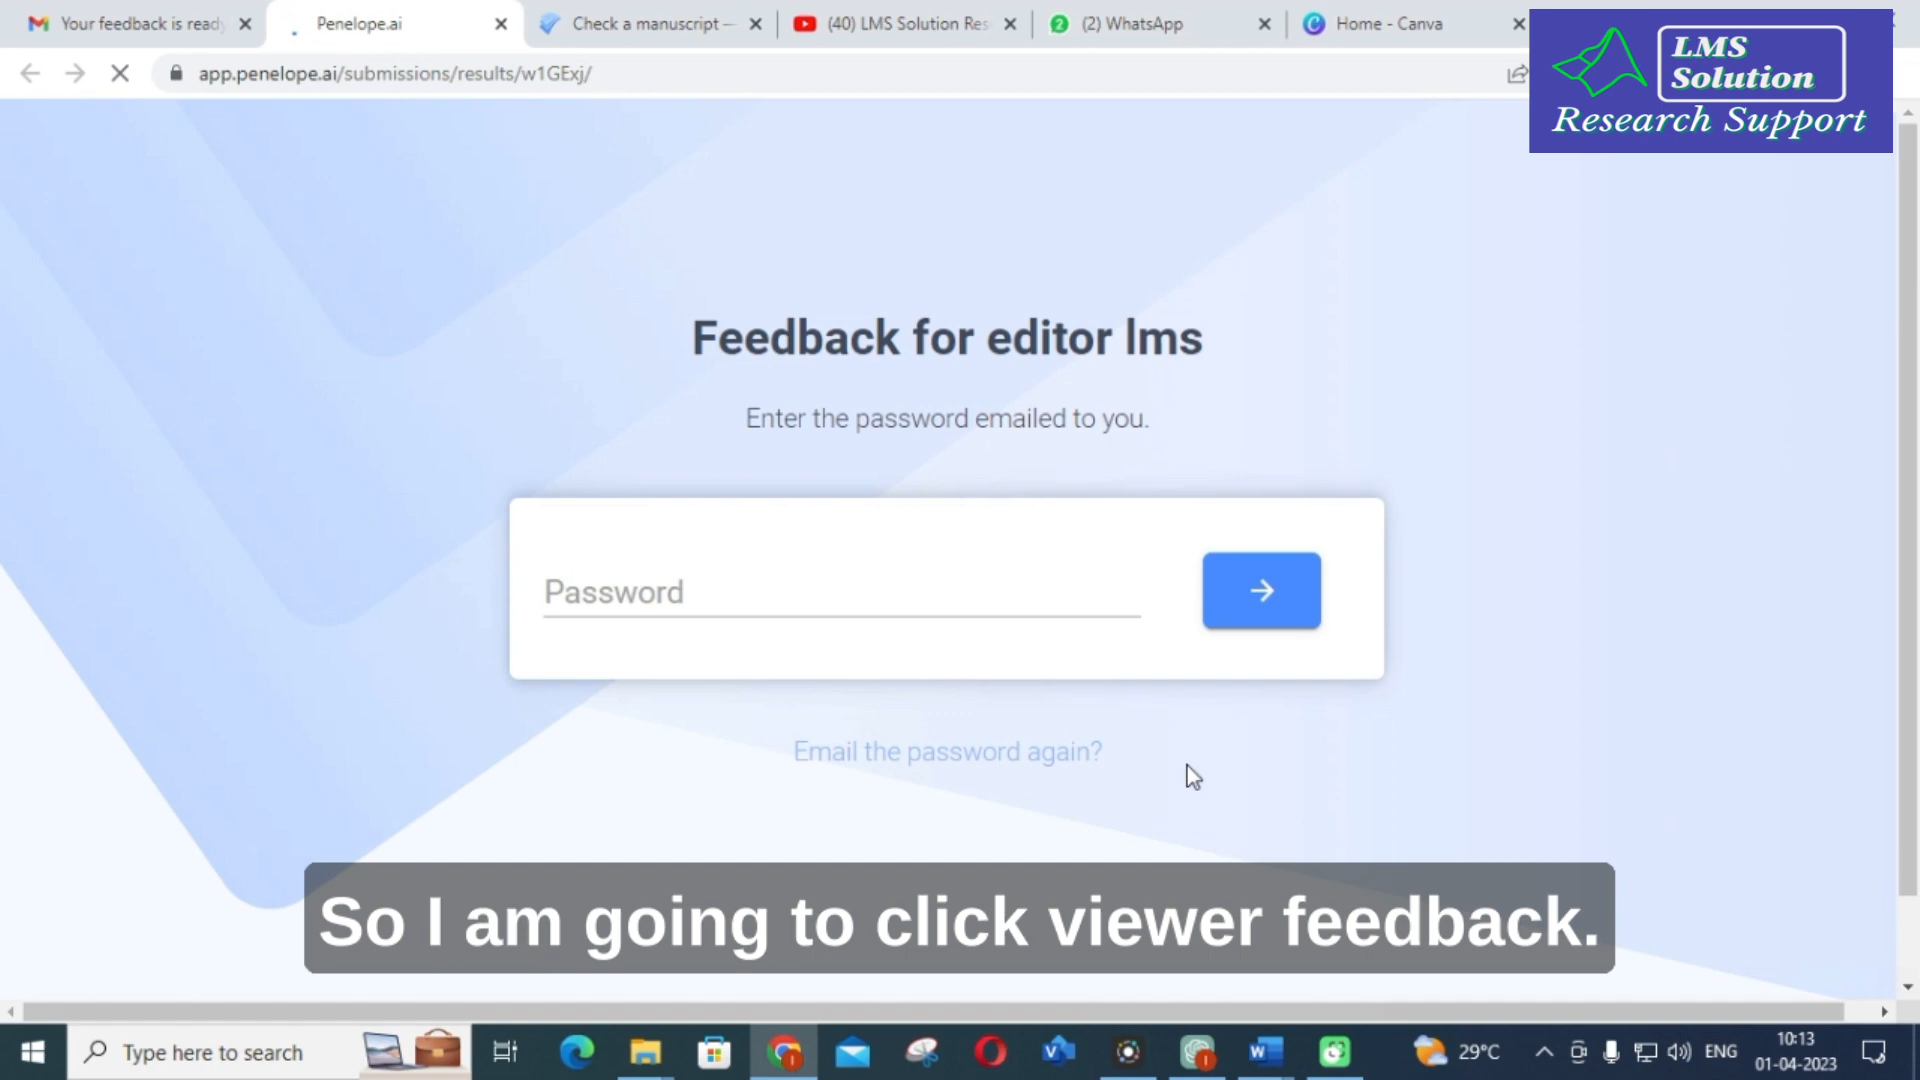 Your feedback is ready
Penelope.ai
Check a manuscript –
(40) LMS Solution Res
(2) WhatsApp
Home - Canva
app.penelope.ai/submissions/results/w1GExj/
LMS
Solution
Research Support
Feedback for editor lms
Enter the password emailed to you.
Password
Email the password again?
So I am going to click viewer feedback.
Type here to search
29°C
ENG
10:13
01-04-2023